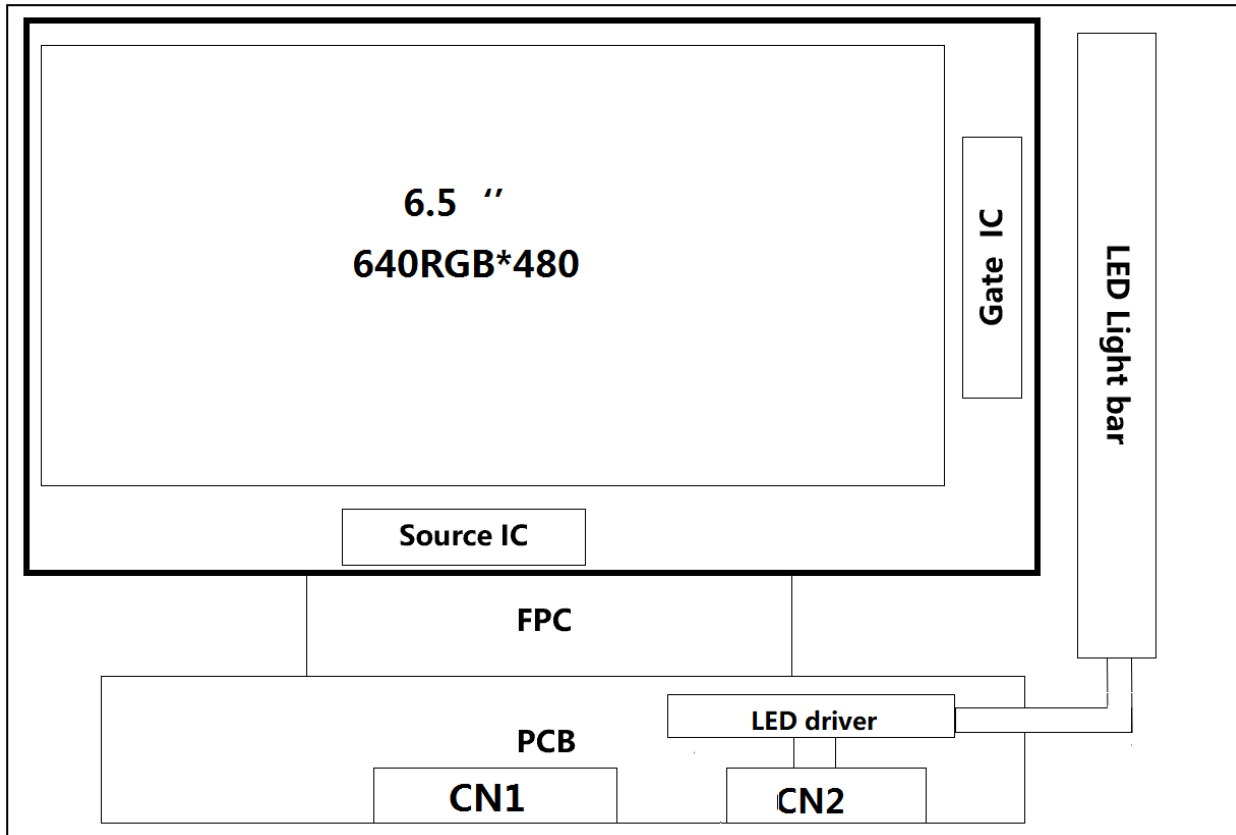 6.5 ‘’
640RGB*480
Gate IC
LED Light bar
Source IC
FPC
LED driver
PCB
CN1
CN2